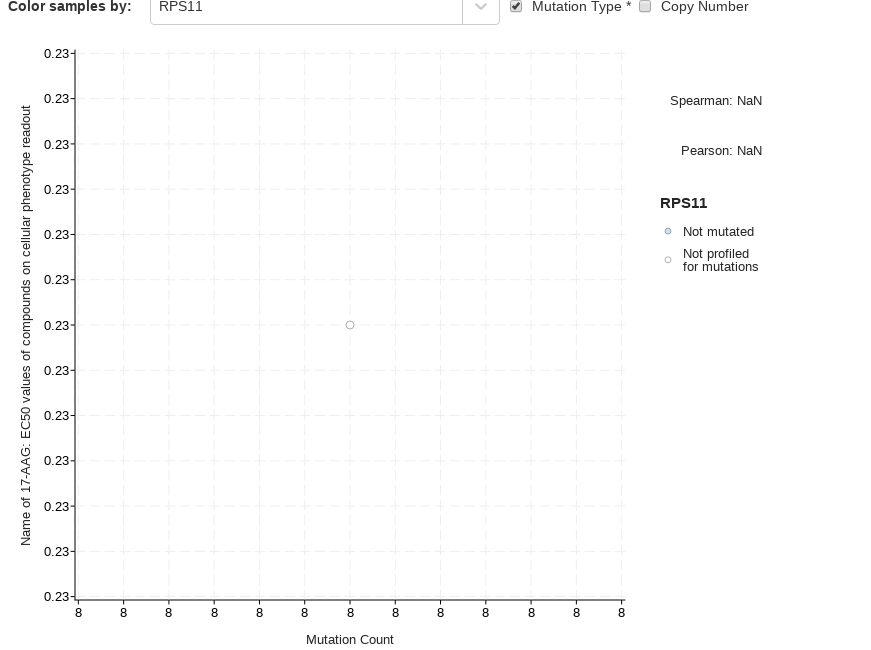 Color samples by:
RPS11
Mutation Type *
Copy Number
0.23
0.23
0.23
0.23
0.23
0.23
0.23
0.23
0.23
0.23
0.23
0.23
0.23
Name of 17-AAG: EC50 values of compounds on cellular phenotype readout
8 8 8 8 8 8 8 8 8 8 8 8 8
Mutation Count
Spearman: NaN
Pearson: NaN
RPS11
Not mutated
Not profiled
for mutations